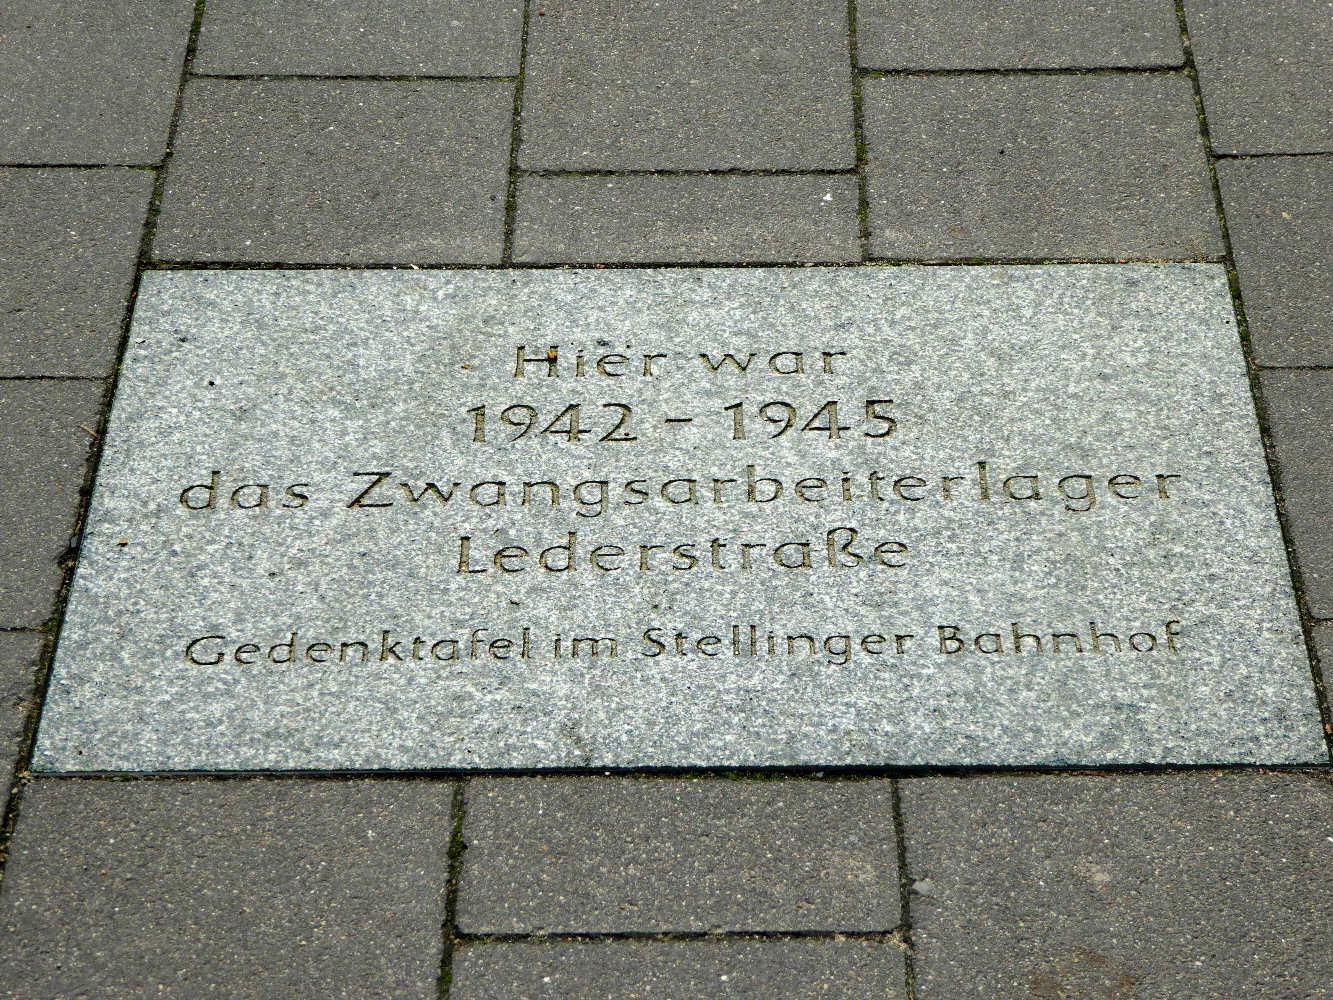 Hier war
1942 - 1945
das Zwangsarbeiterlager
Lederstraße
Gedenktafel im Stellinger Bahnhof